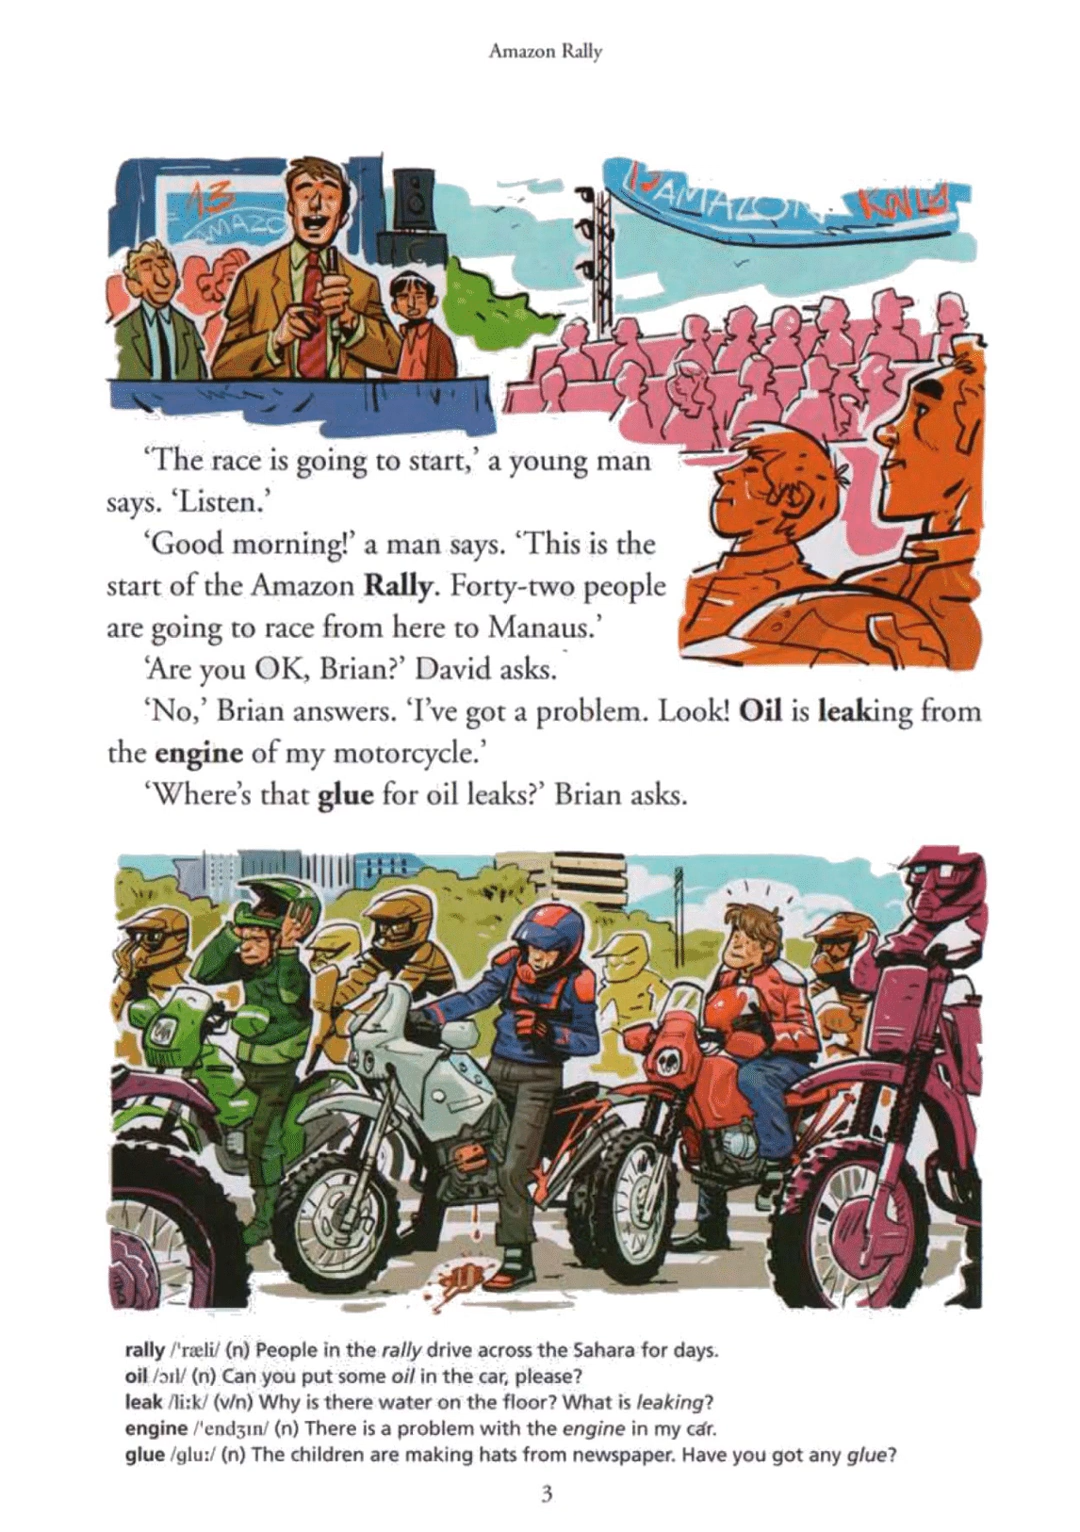 Amazon Rally
13
AMAZO
AMAZON
‘The race is going to start,’ a young man
says. ‘Listen.’
‘Good morning!’ a man says. ‘This is the
start of the Amazon Rally. Forty-two people
are going to race from here to Manaus.’
‘Are you OK, Brian?’ David asks.
‘No,’ Brian answers. ‘I’ve got a problem. Look! Oil is leaking from
the engine of my motorcycle.’
‘Where’s that glue for oil leaks?’ Brian asks.
rally /ˈræli/ (n) People in the rally drive across the Sahara for days.
oil /ɔɪl/ (n) Can you put some oil in the car, please?
leak /liːk/ (v/n) Why is there water on the floor? What is leaking?
engine /ˈendʒɪn/ (n) There is a problem with the engine in my car.
glue /gluː/ (n) The children are making hats from newspaper. Have you got any glue?
3